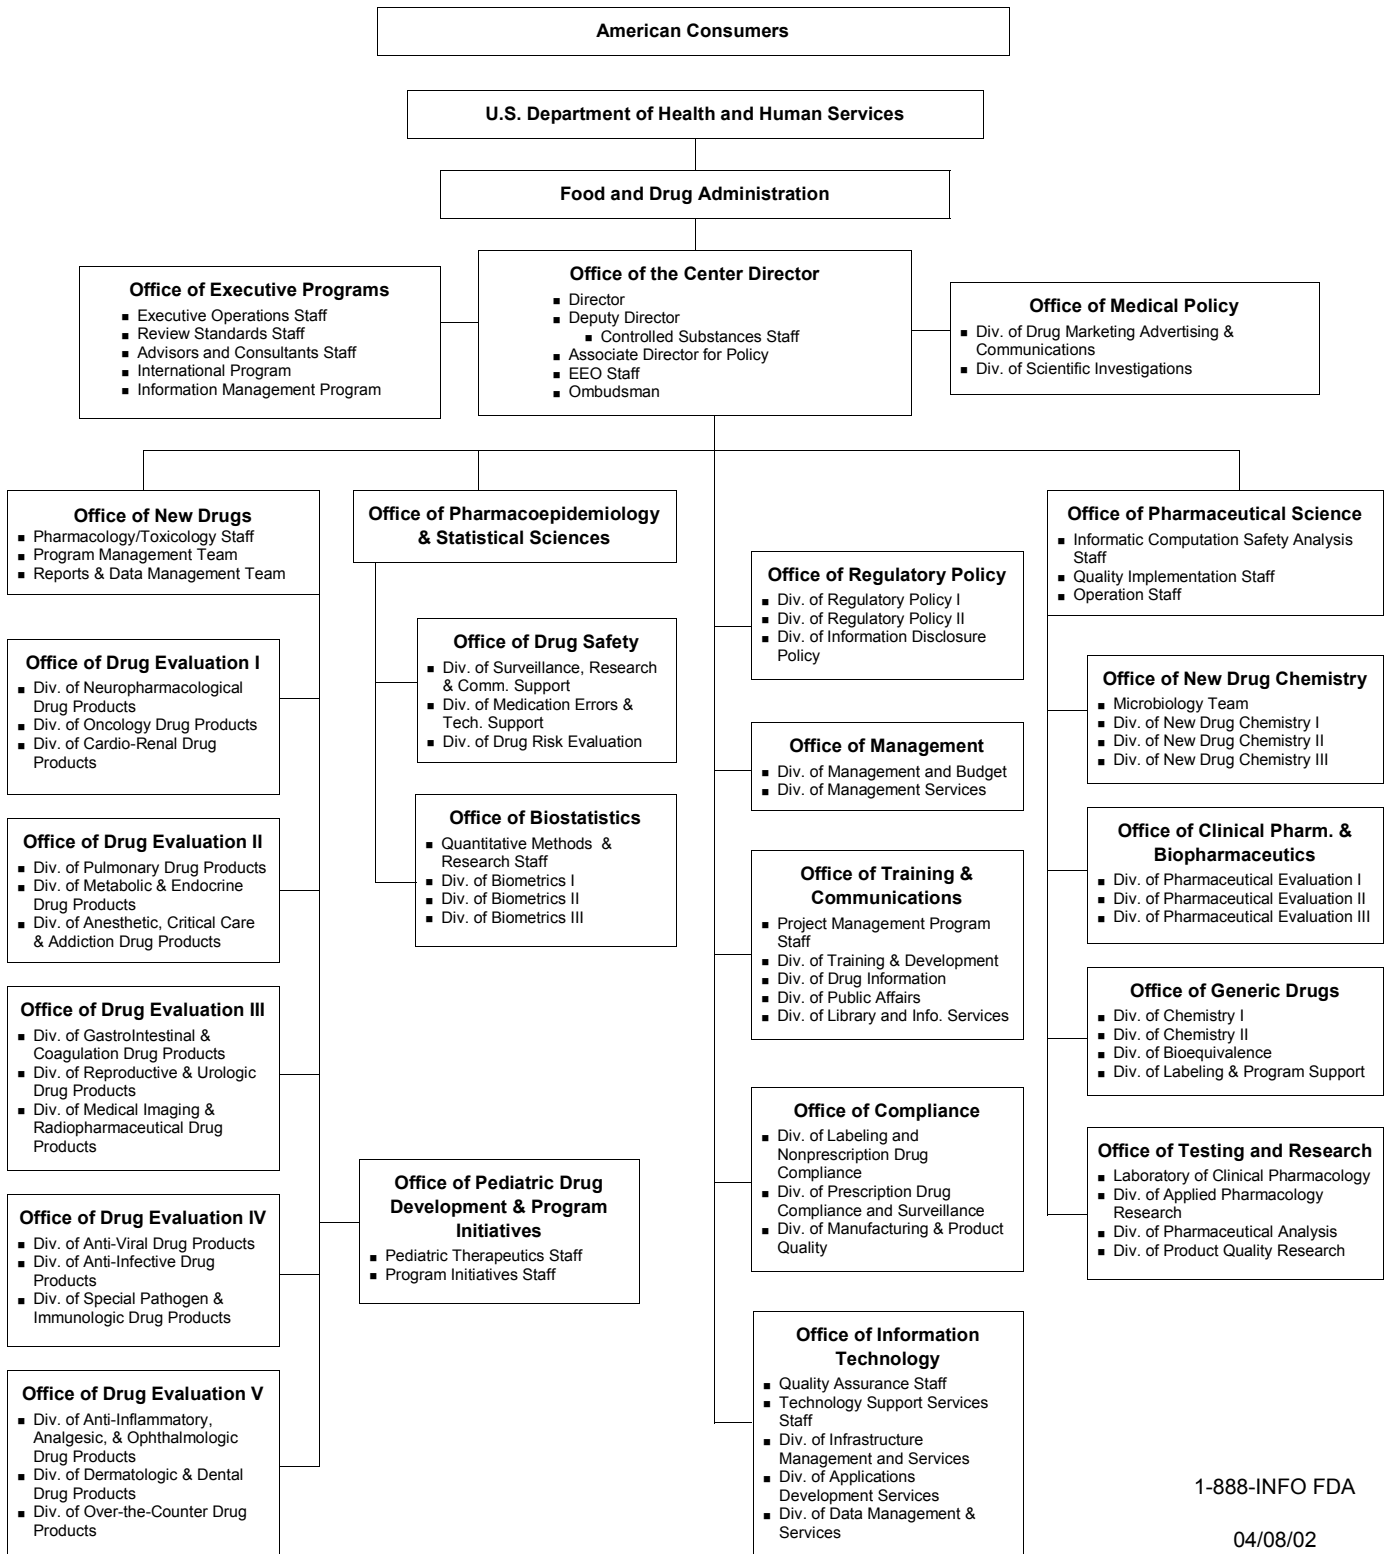 American Consumers
U.S. Department of Health and Human Services
Food and Drug Administration
Office of the Center Director
■ Director
■ Deputy Director
■ Controlled Substances Staff
■ Associate Director for Policy
■ EEO Staff
■ Ombudsman
Office of Executive Programs
■ Executive Operations Staff
■ Review Standards Staff
■ Advisors and Consultants Staff
■ International Program
■ Information Management Program
Office of Medical Policy
■ Div. of Drug Marketing Advertising &
Communications
■ Div. of Scientific Investigations
Office of New Drugs
■ Pharmacology/Toxicology Staff
■ Program Management Team
■ Reports & Data Management Team
Office of Drug Evaluation I
■ Div. of Neuropharmacological
Drug Products
■ Div. of Oncology Drug Products
■ Div. of Cardio-Renal Drug
Products
Office of Drug Evaluation II
■ Div. of Pulmonary Drug Products
■ Div. of Metabolic & Endocrine
Drug Products
■ Div. of Anesthetic, Critical Care
& Addiction Drug Products
Office of Drug Evaluation III
■ Div. of GastroIntestinal &
Coagulation Drug Products
■ Div. of Reproductive & Urologic
Drug Products
■ Div. of Medical Imaging &
Radiopharmaceutical Drug
Products
Office of Drug Evaluation IV
■ Div. of Anti-Viral Drug Products
■ Div. of Anti-Infective Drug
Products
■ Div. of Special Pathogen &
Immunologic Drug Products
Office of Drug Evaluation V
■ Div. of Anti-Inflammatory,
Analgesic, & Ophthalmologic
Drug Products
■ Div. of Dermatologic & Dental
Drug Products
■ Div. of Over-the-Counter Drug
Products
Office of Pediatric Drug
Development & Program
Initiatives
■ Pediatric Therapeutics Staff
■ Program Initiatives Staff
Office of Pharmacoepidemiology
& Statistical Sciences
Office of Drug Safety
■ Div. of Surveillance, Research
& Comm. Support
■ Div. of Medication Errors &
Tech. Support
■ Div. of Drug Risk Evaluation
Office of Biostatistics
■ Quantitative Methods &
Research Staff
■ Div. of Biometrics I
■ Div. of Biometrics II
■ Div. of Biometrics III
Office of Regulatory Policy
■ Div. of Regulatory Policy I
■ Div. of Regulatory Policy II
■ Div. of Information Disclosure
Policy
Office of Management
■ Div. of Management and Budget
■ Div. of Management Services
Office of Training &
Communications
■ Project Management Program
Staff
■ Div. of Training & Development
■ Div. of Drug Information
■ Div. of Public Affairs
■ Div. of Library and Info. Services
Office of Compliance
■ Div. of Labeling and
Nonprescription Drug
Compliance
■ Div. of Prescription Drug
Compliance and Surveillance
■ Div. of Manufacturing & Product
Quality
Office of Information
Technology
■ Quality Assurance Staff
■ Technology Support Services
Staff
■ Div. of Infrastructure
Management and Services
■ Div. of Applications
Development Services
■ Div. of Data Management &
Services
Office of Pharmaceutical Science
■ Informatic Computation Safety Analysis
Staff
■ Quality Implementation Staff
■ Operation Staff
Office of New Drug Chemistry
■ Microbiology Team
■ Div. of New Drug Chemistry I
■ Div. of New Drug Chemistry II
■ Div. of New Drug Chemistry III
Office of Clinical Pharm. &
Biopharmaceutics
■ Div. of Pharmaceutical Evaluation I
■ Div. of Pharmaceutical Evaluation II
■ Div. of Pharmaceutical Evaluation III
Office of Generic Drugs
■ Div. of Chemistry I
■ Div. of Chemistry II
■ Div. of Bioequivalence
■ Div. of Labeling & Program Support
Office of Testing and Research
■ Laboratory of Clinical Pharmacology
■ Div. of Applied Pharmacology
Research
■ Div. of Pharmaceutical Analysis
■ Div. of Product Quality Research
1-888-INFO FDA
04/08/02